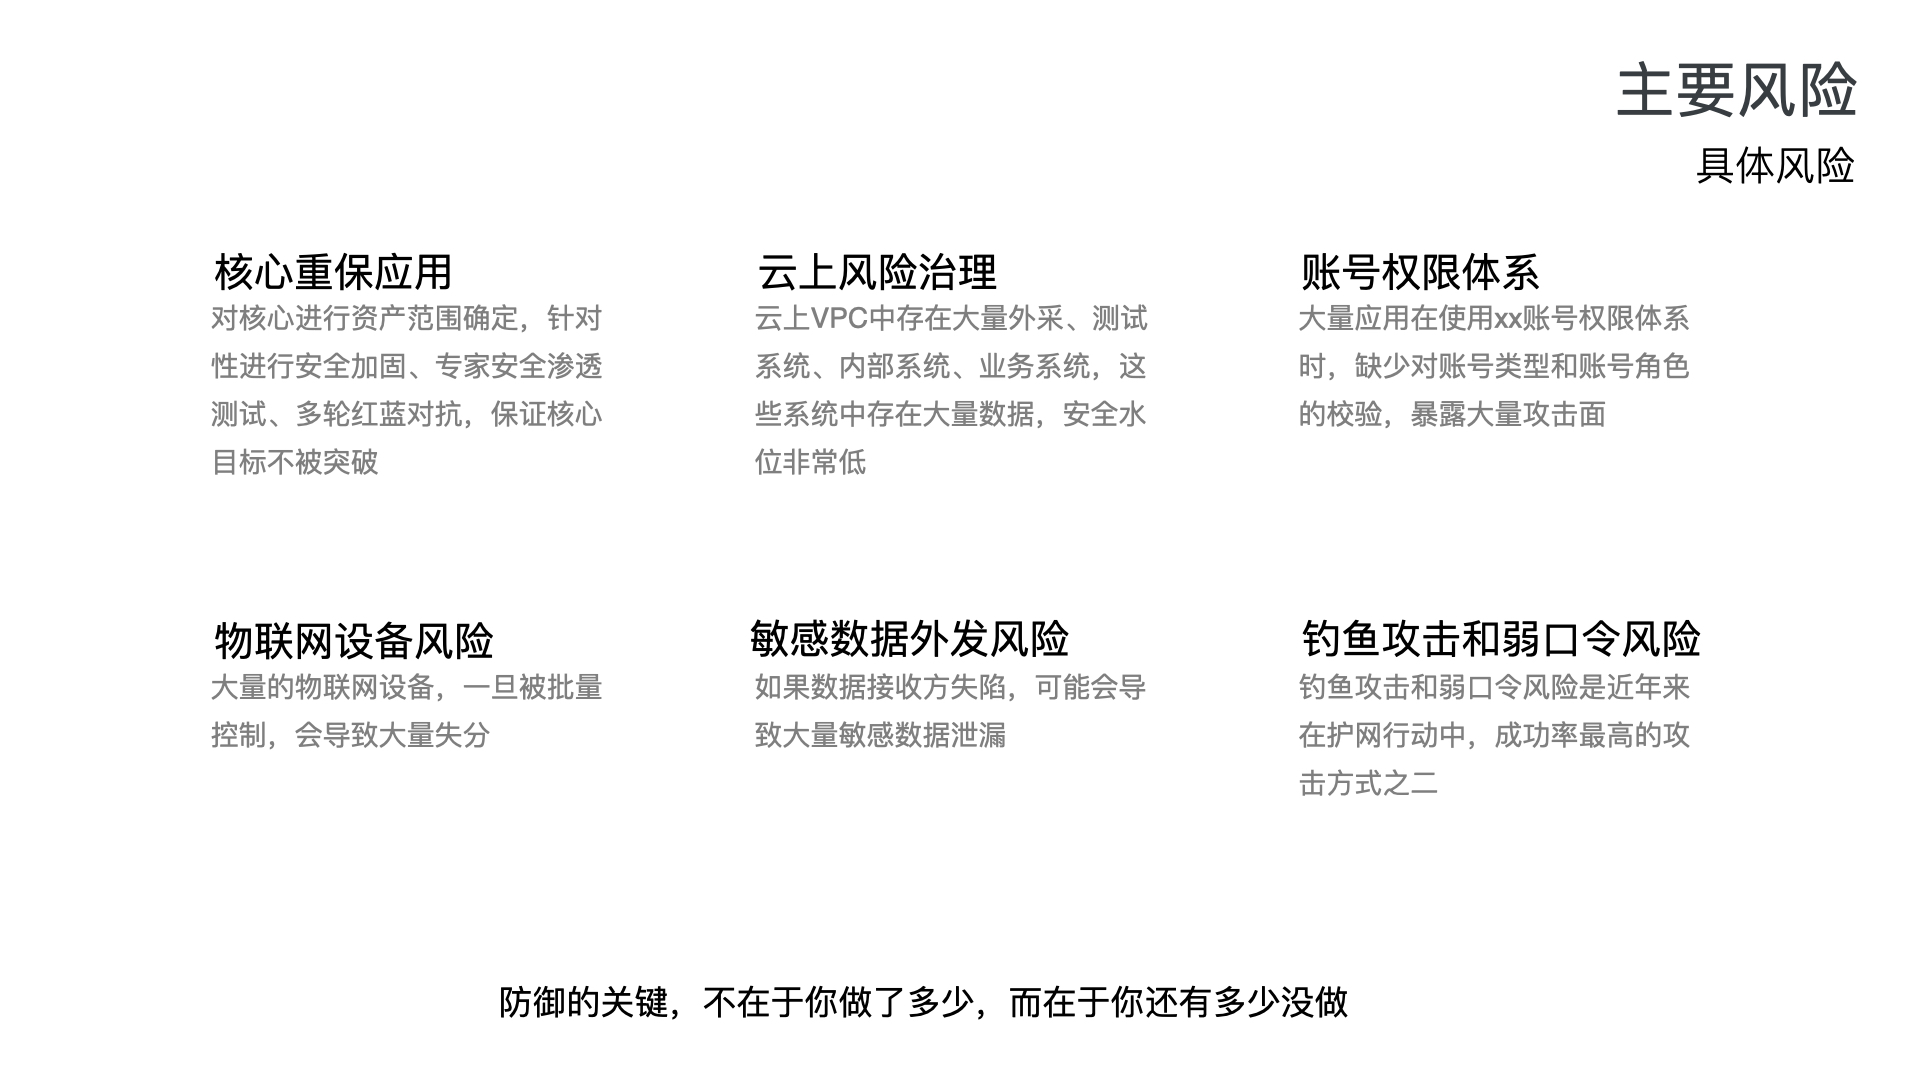 主要风险
具体风险
核心重保应用
对核心进行资产范围确定，针对
性进行安全加固、专家安全渗透
测试、多轮红蓝对抗，保证核心
目标不被突破
云上风险治理
云上VPC中存在大量外采、测试
系统、内部系统、业务系统，这
些系统中存在大量数据，安全水
位非常低
账号权限体系
大量应用在使用xx账号权限体系
时，缺少对账号类型和账号角色
的校验，暴露大量攻击面
物联网设备风险
大量的物联网设备，一旦被批量
控制，会导致大量失分
敏感数据外发风险
如果数据接收方失陷，可能会导
致大量敏感数据泄漏
钓鱼攻击和弱口令风险
钓鱼攻击和弱口令风险是近年来
在护网行动中，成功率最高的攻
击方式之二
防御的关键，不在于你做了多少，而在于你还有多少没做